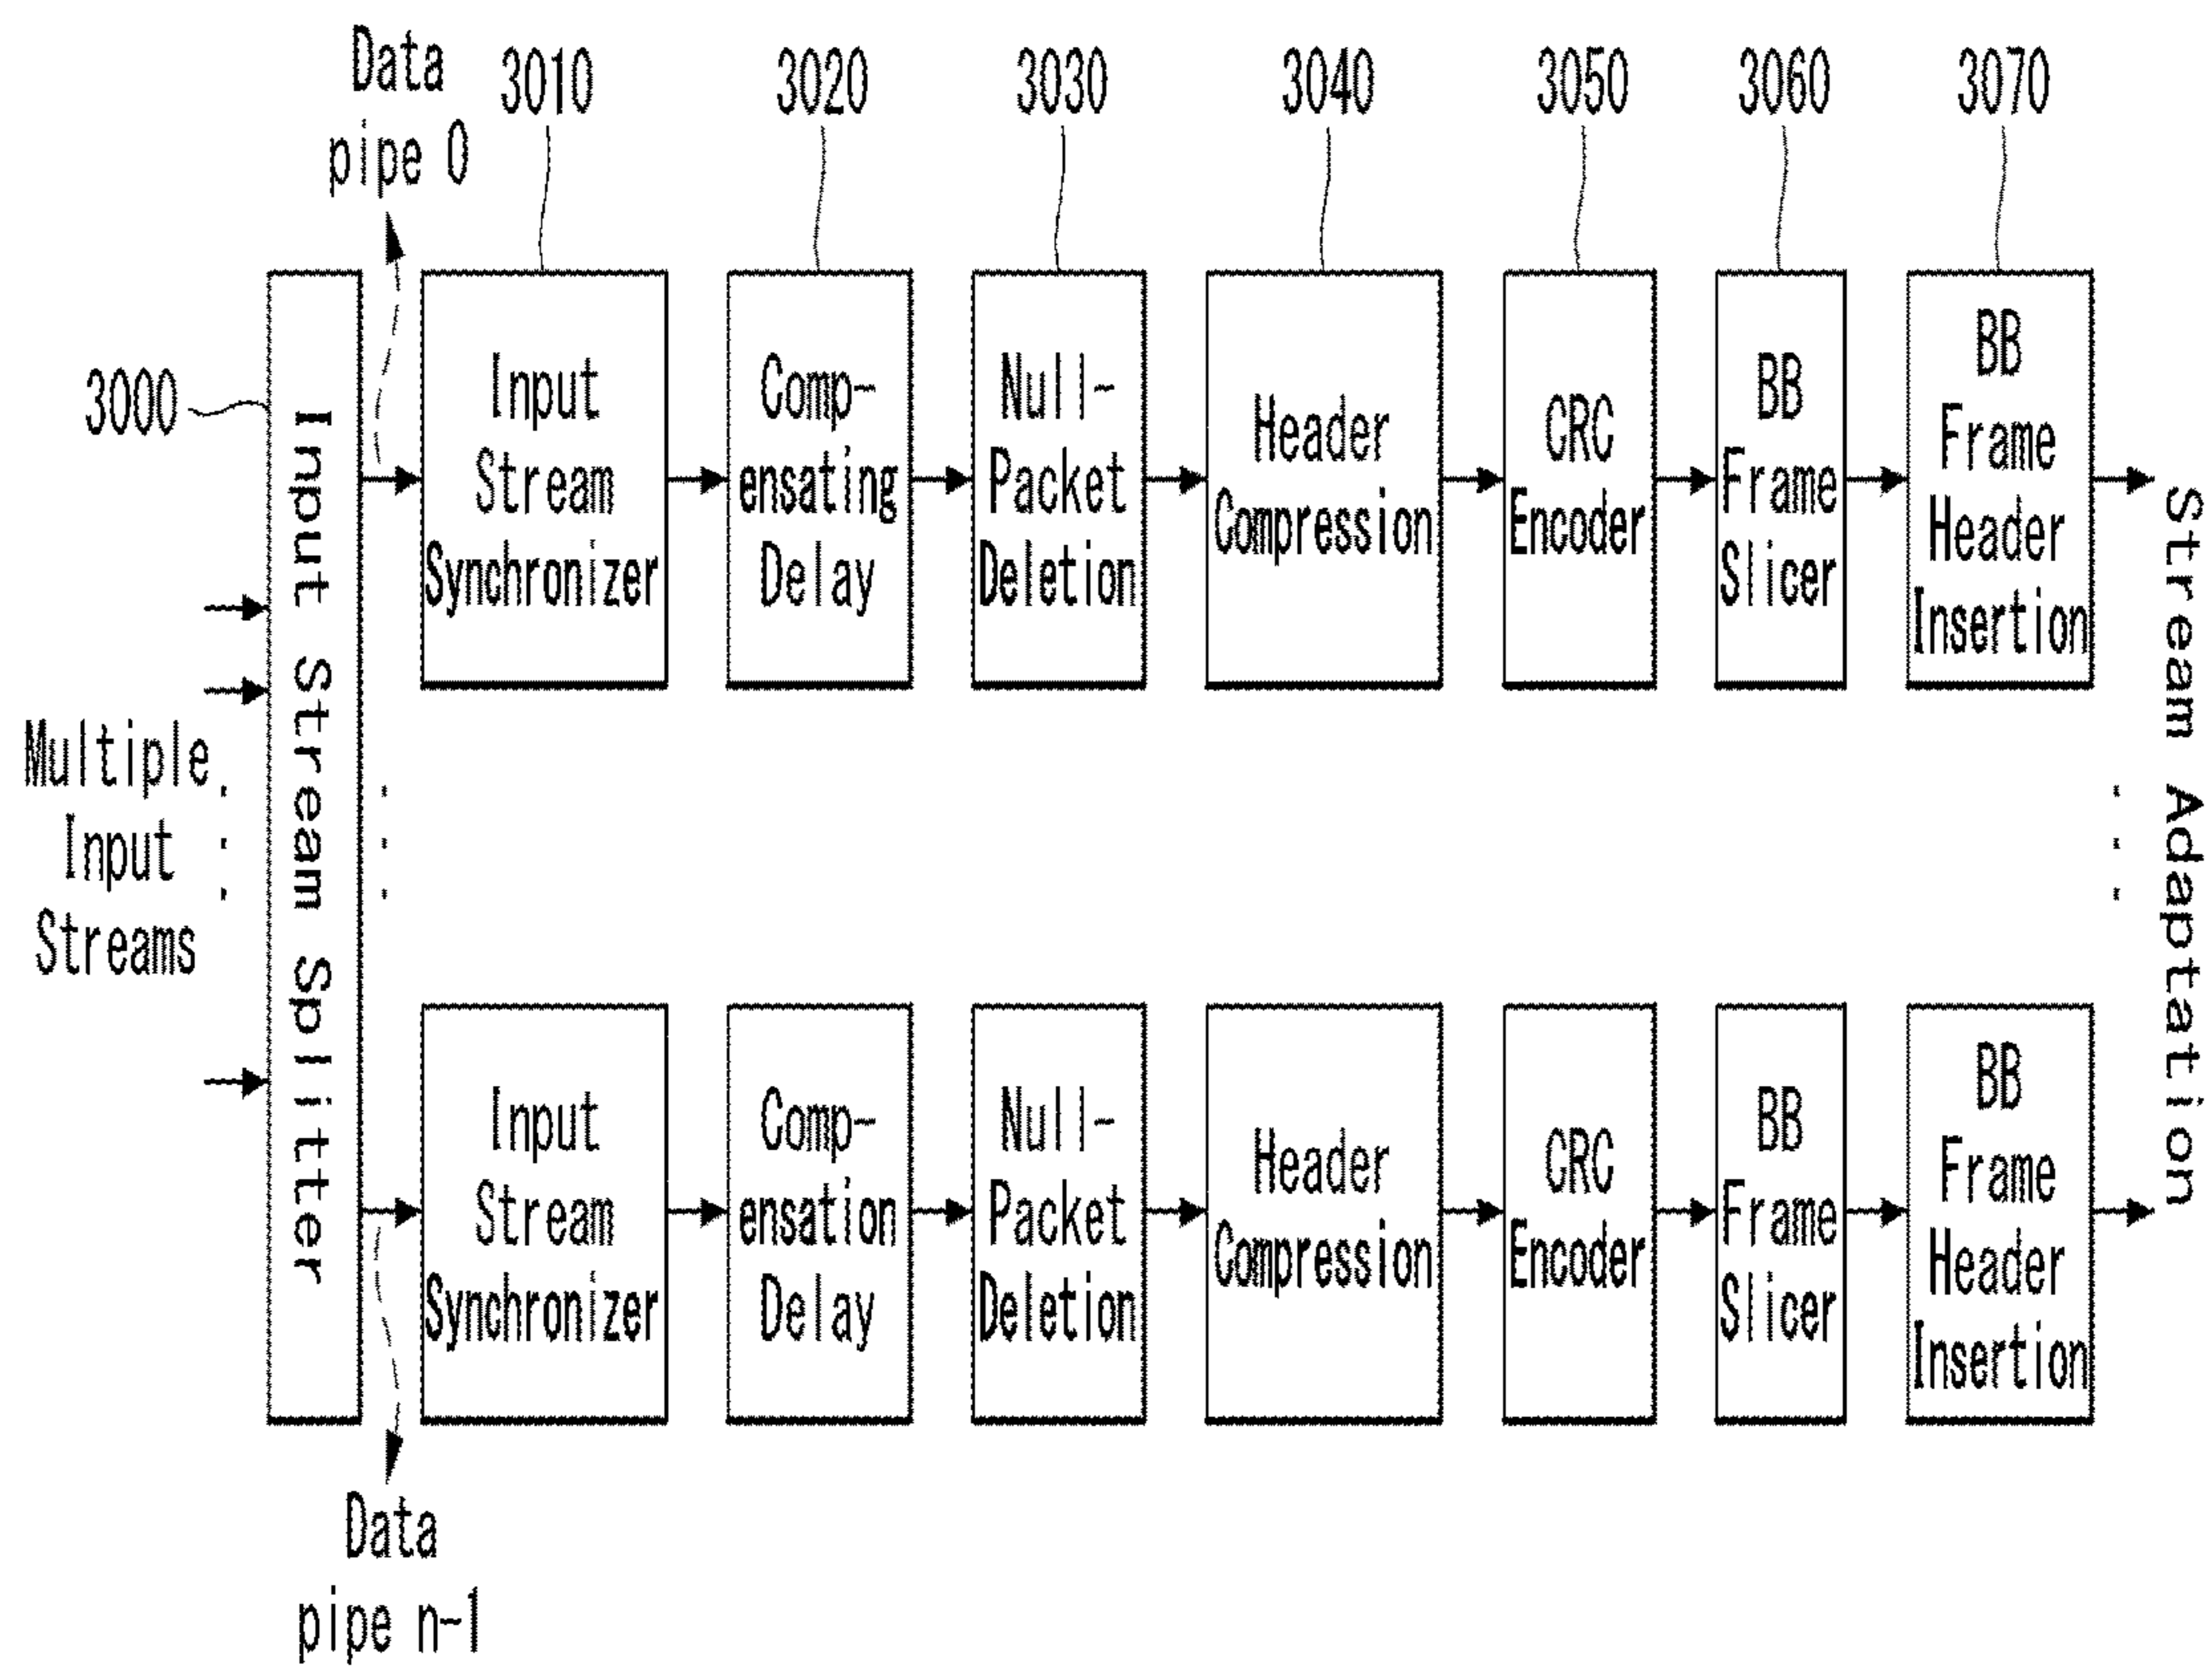 Data
pipe 0
3010
3020
3030
3040
3050
3060
3070
3000
Input Stream Splitter
Multiple
Input
Streams
Input
Stream
Synchronizer
Comp-
ensating
Delay
Null-
Packet
Deletion
Header
Compression
CRC
Encoder
BB
Frame
Slicer
BB
Frame
Header
Insertion
Stream Adaptation
Input
Stream
Synchronizer
Comp-
ensation
Delay
Null-
Packet
Deletion
Header
Compression
CRC
Encoder
BB
Frame
Slicer
BB
Frame
Header
Insertion
Data
pipe n-1